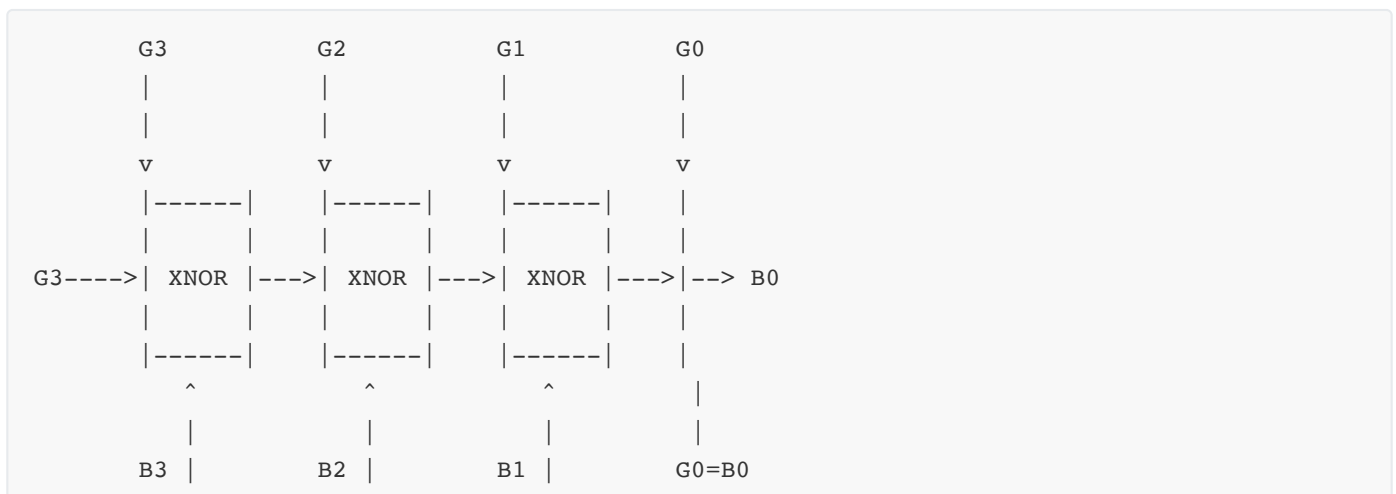 G3          G2          G1          G0
       |           |           |           |
       |           |           |           |
       v           v           v           v
       |------|    |------|    |------|    |
       |      |    |      |    |      |    |
G3---->| XNOR |--->| XNOR |--->| XNOR |--->|--> B0
       |      |    |      |    |      |    |
       |------|    |------|    |------|    |
          ^           ^           ^         |
          |           |           |         |
       B3 |        B2 |        B1 |        G0=B0